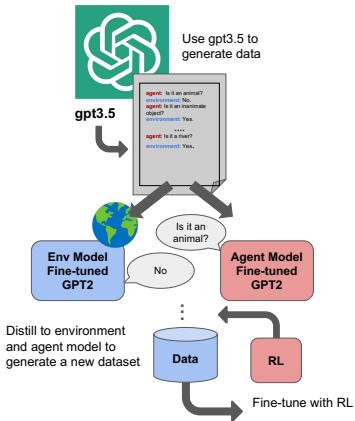 Use gpt3.5 to
generate data
gpt3.5
agent: Is it an animal?
environment: No.
agent: Is it an inanimate
object?
environment: Yes.
....
agent: Is it a river?
environment: Yes.
Is it an
animal?
Env Model
Fine-tuned
GPT2
No
Agent Model
Fine-tuned
GPT2
Distill to environment
and agent model to
generate a new dataset
Data
RL
Fine-tune with RL